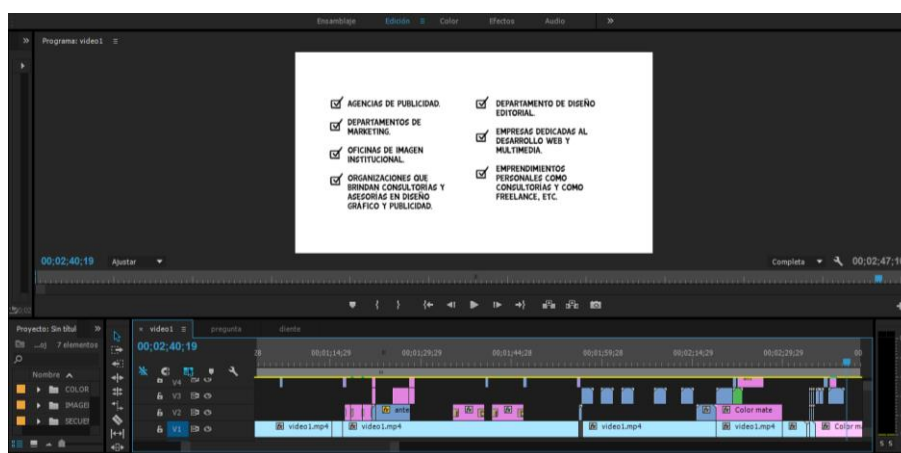 Ensamblaje Edición Color Efectos Audio
Programa: video1
AGENCIAS DE PUBLICIDAD.
DEPARTAMENTOS DE
MARKETING.
OFICINAS DE IMAGEN
INSTITUCIONAL.
ORGANIZACIONES QUE
BRINDAN CONSULTORÍAS Y
ASESORÍAS EN DISEÑO
GRÁFICO Y PUBLICIDAD.
DEPARTAMENTO DE DISEÑO
EDITORIAL.
EMPRESAS DEDICADAS AL
DESARROLLO WEB Y
MULTIMEDIA.
EMPRENDIMIENTOS
PERSONALES COMO
CONSULTORÍAS Y COMO
FREELANCE, ETC.
00;02;40;19 Ajustar Completa 00;02;47;1
Proyecto: Sin títul video1 pregunta diente
7 elementos 00;02;40;19
28 00;01;14;29 00;01;29;29 00;01;44;28 00;01;59;28 00;02;14;29 00;02;29;29 00
Nombre
V4
COLOR V3
IMAGE V2 ante Color mate
SECUEN V1 video1.mp4 video1.mp4 video1.mp4 video1.mp4 Color m
S S